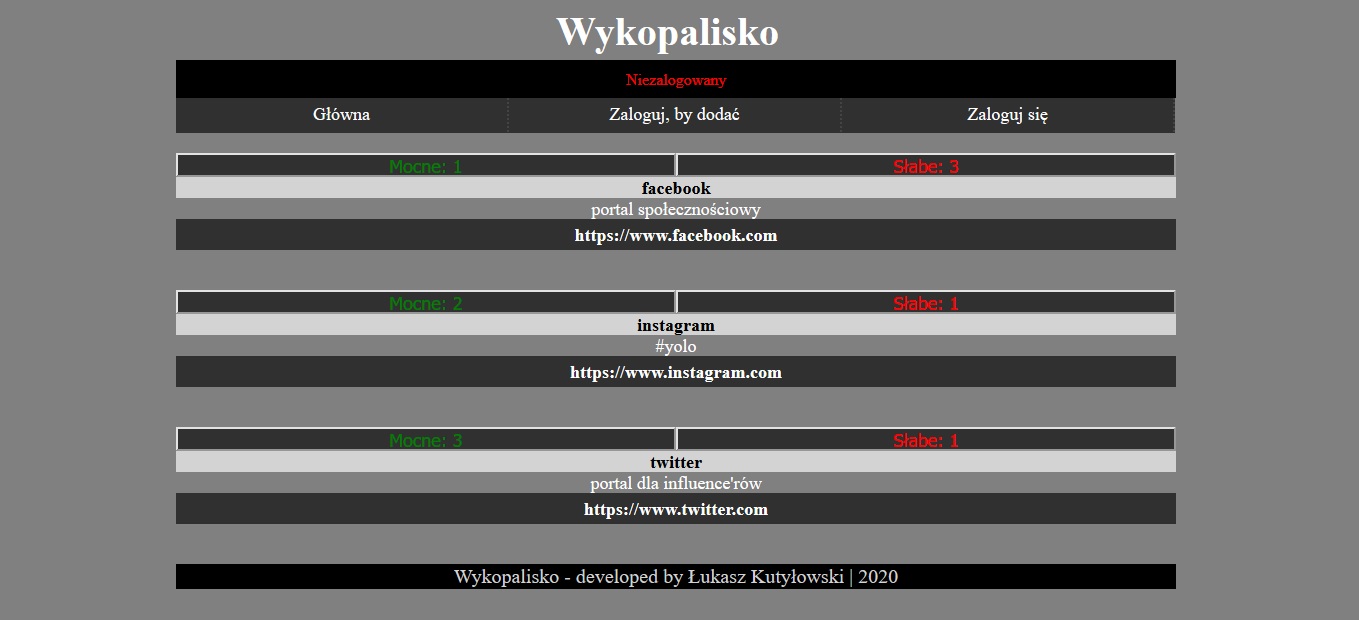 Wykopalisko
Niezalogowany
Główna Zaloguj, by dodać Zaloguj się
Mocne: 1 Słabe: 3
facebook
portal społecznościowy
https://www.facebook.com
Mocne: 2 Słabe: 1
instagram
#yolo
https://www.instagram.com
Mocne: 3 Słabe: 1
twitter
portal dla influence'rów
https://www.twitter.com
Wykopalisko - developed by Łukasz Kutyłowski | 2020